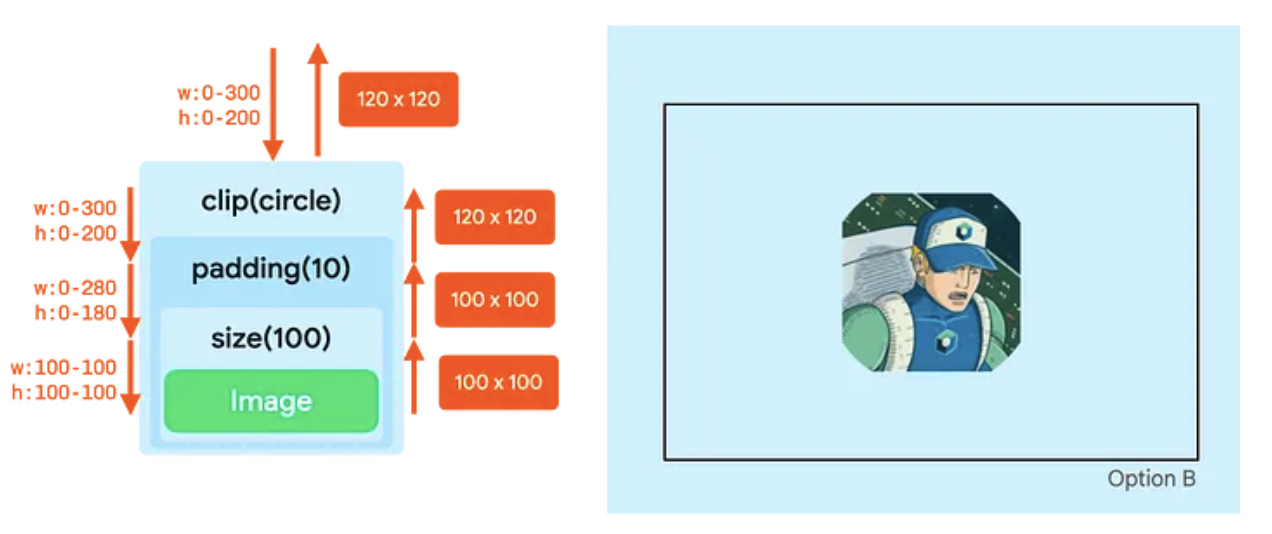 w:0-300
h:0-200
120 x 120
clip(circle)
w:0-300
h:0-200
120 x 120
padding(10)
w:0-280
h:0-180
100 x 100
size(100)
w:100-100
h:100-100
100 x 100
Image
Option B